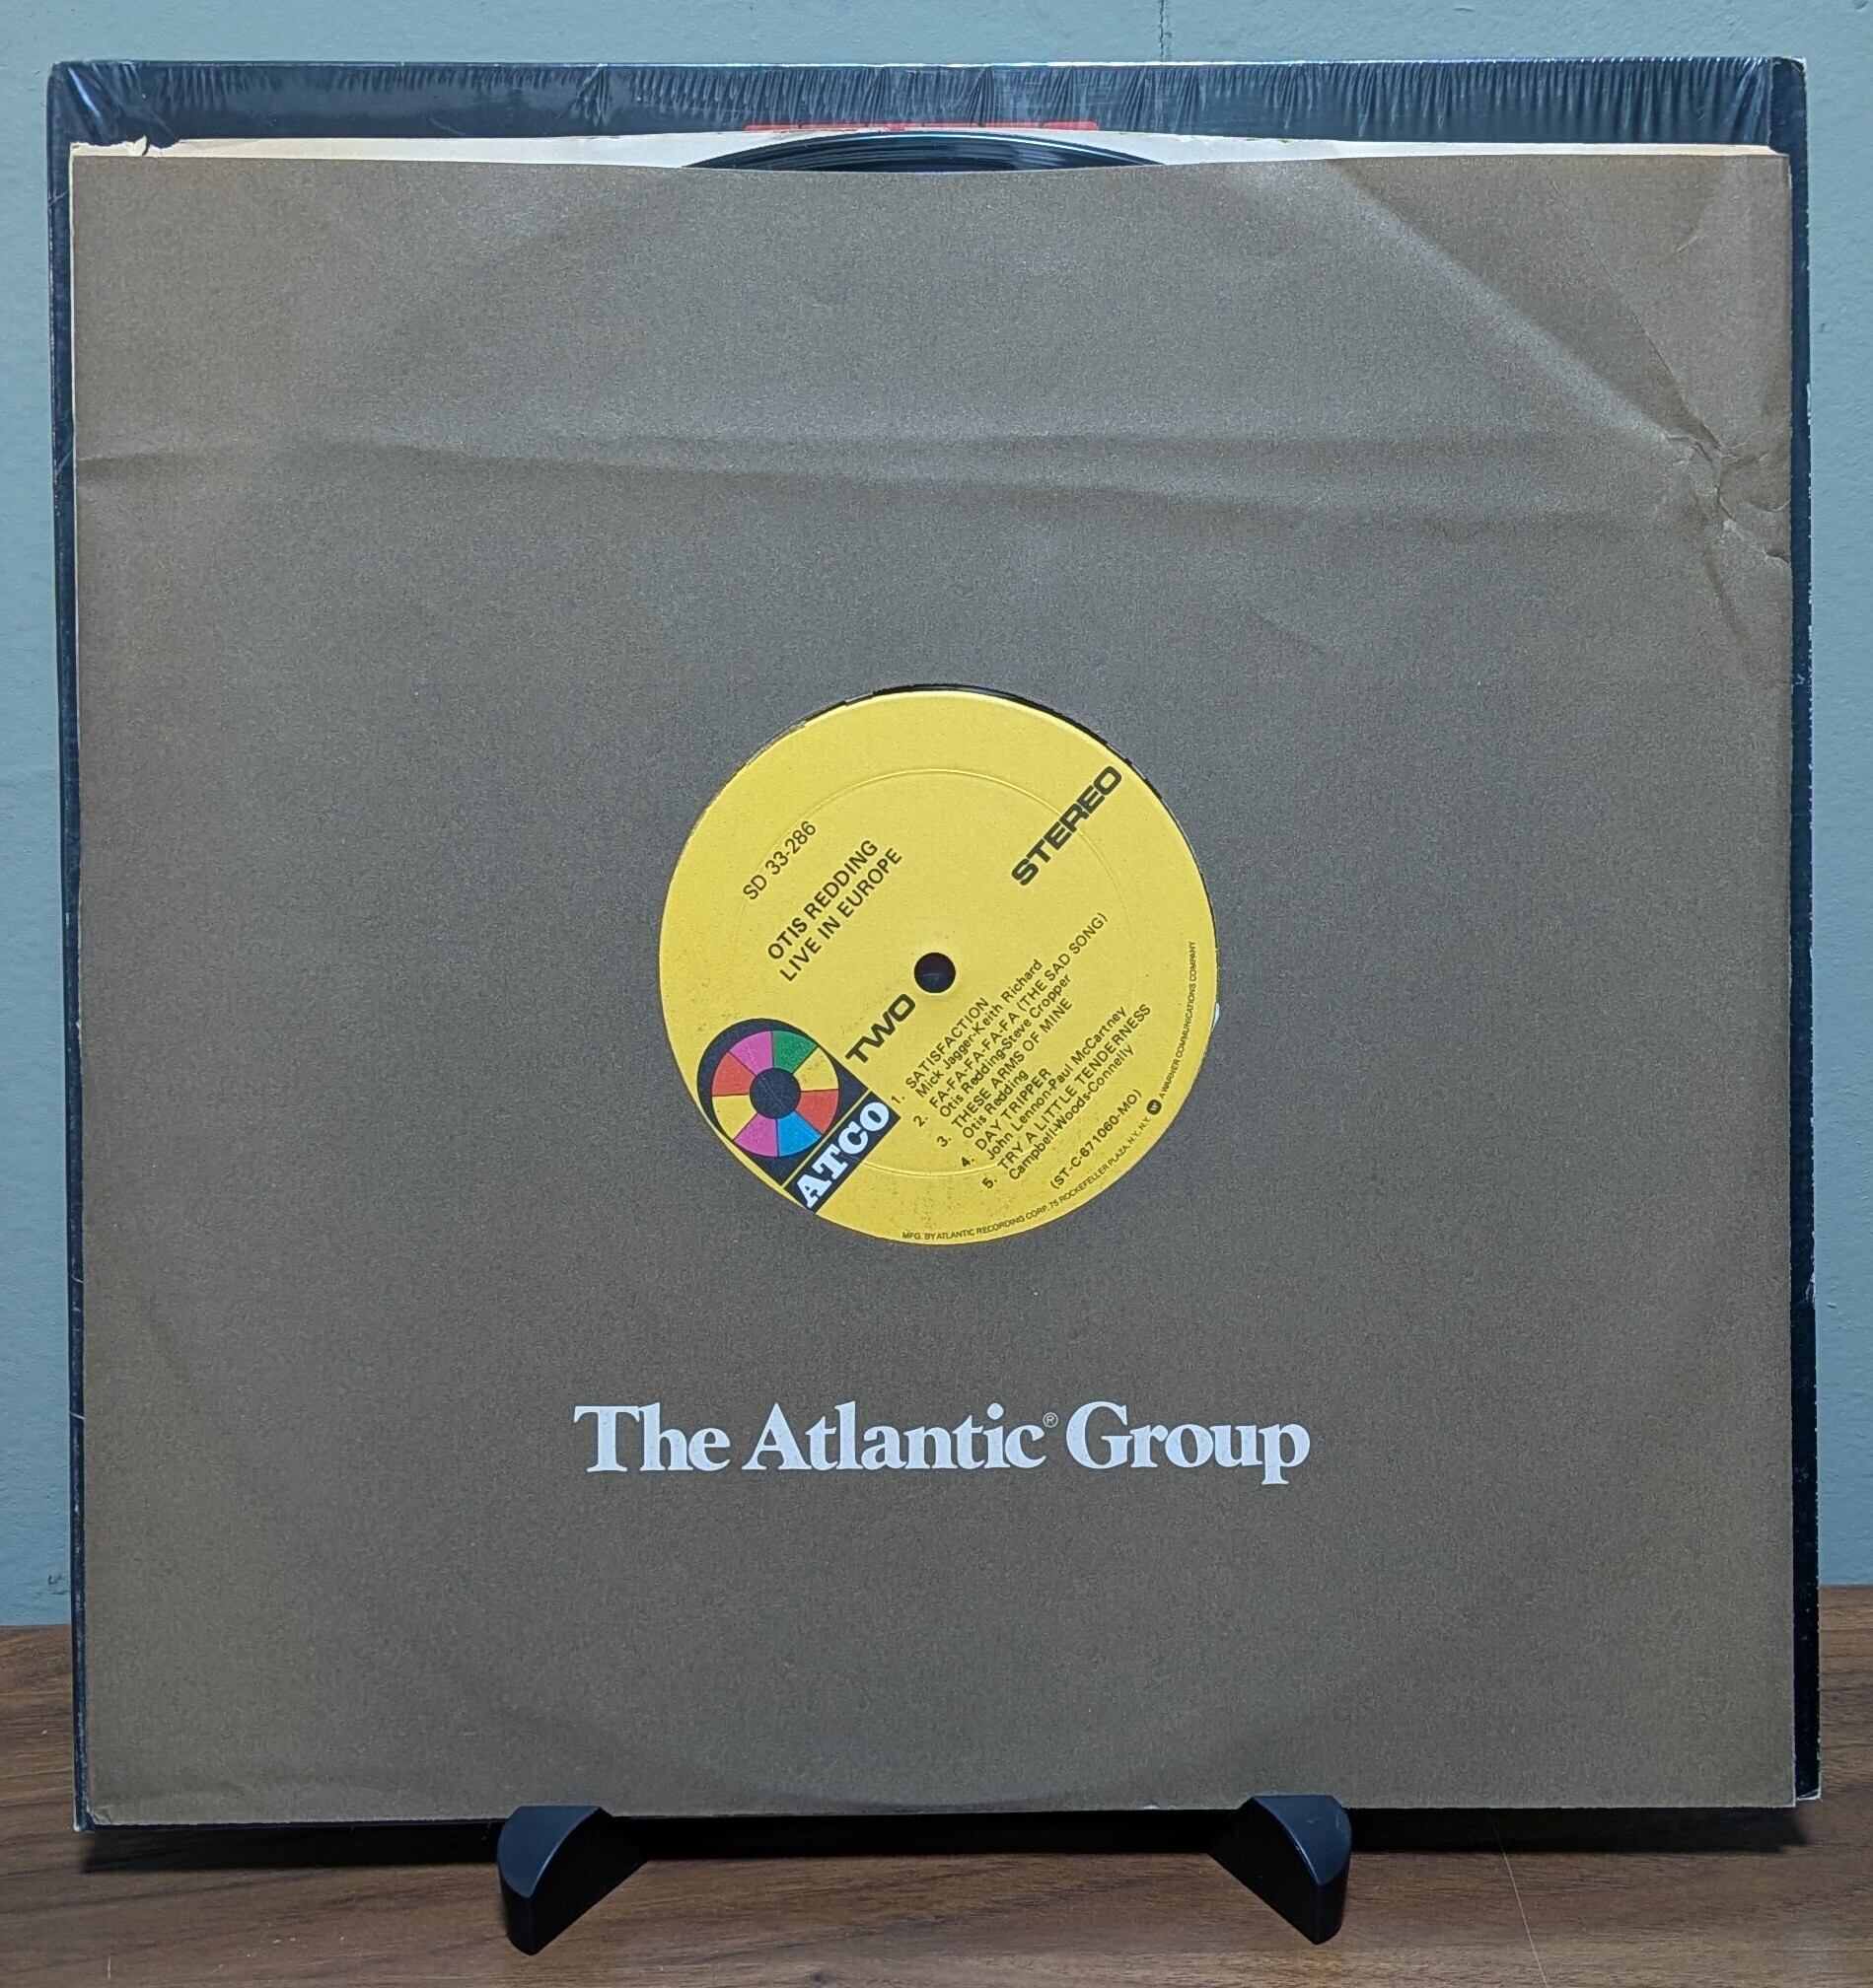 SD 33-286
OTIS REDDING
LIVE IN EUROPE
STEREO
TWO
ATCO
1. SATISFACTION
Mick Jagger-Keith Richard
2. FA-FA-FA-FA-FA (THE SAD SONG)
Otis Redding-Steve Cropper
3. THESE ARMS OF MINE
Otis Redding
4. DAY TRIPPER
John Lennon-Paul McCartney
5. TRY A LITTLE TENDERNESS
Campbell-Woods-Connelly
(ST-C-671060-MO)
MFG. BY ATLANTIC RECORDING CORP., 75 ROCKEFELLER PLAZA, N.Y., N.Y. A WARNER COMMUNICATIONS COMPANY
The Atlantic® Group